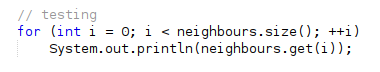 // testing
for (int i = 0; i < neighbours.size(); ++i)
    System.out.println(neighbours.get(i));